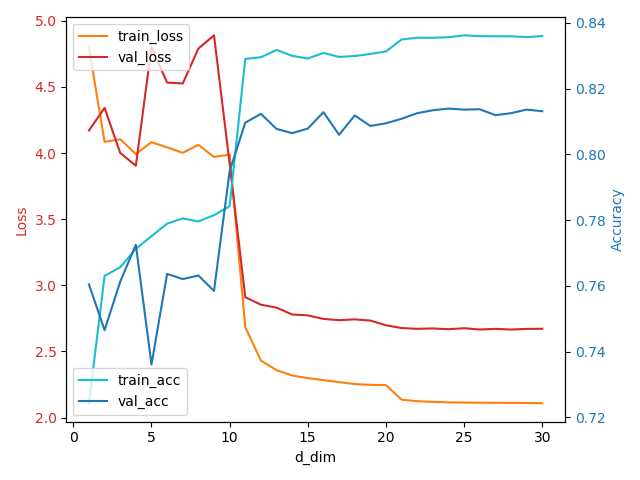 train_loss
val_loss
train_acc
val_acc
5.0
4.5
4.0
3.5
3.0
2.5
2.0
Loss
0.84
0.82
0.80
0.78
0.76
0.74
0.72
Accuracy
0 5 10 15 20 25 30
d_dim